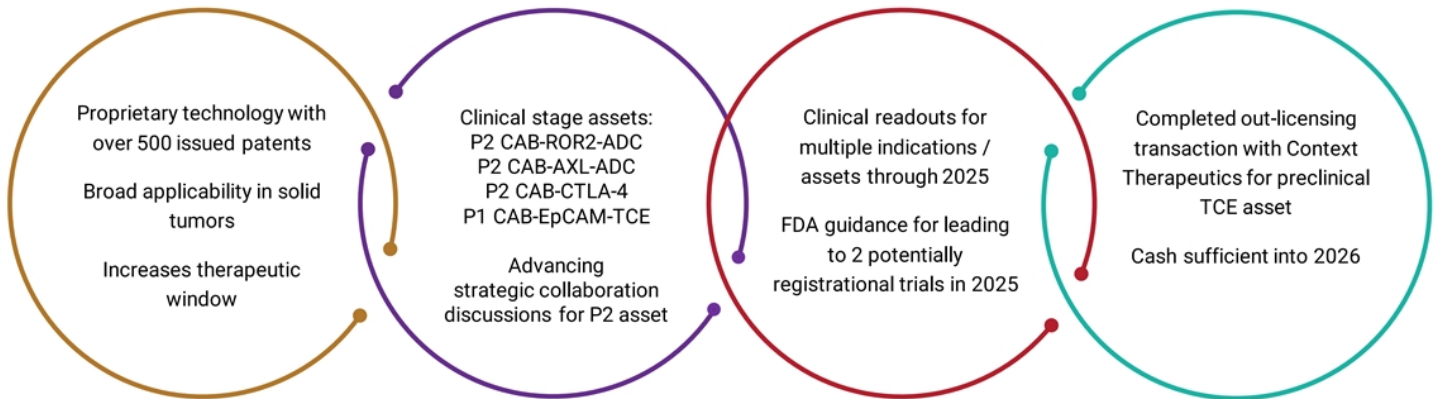 Proprietary technology with
over 500 issued patents
Broad applicability in solid
tumors
Increases therapeutic
window
Clinical stage assets:
P2 CAB-ROR2-ADC
P2 CAB-AXL-ADC
P2 CAB-CTLA-4
P1 CAB-EpCAM-TCE
Advancing
strategic collaboration
discussions for P2 asset
Clinical readouts for
multiple indications /
assets through 2025
FDA guidance for leading
to 2 potentially
registrational trials in 2025
Completed out-licensing
transaction with Context
Therapeutics for preclinical
TCE asset
Cash sufficient into 2026